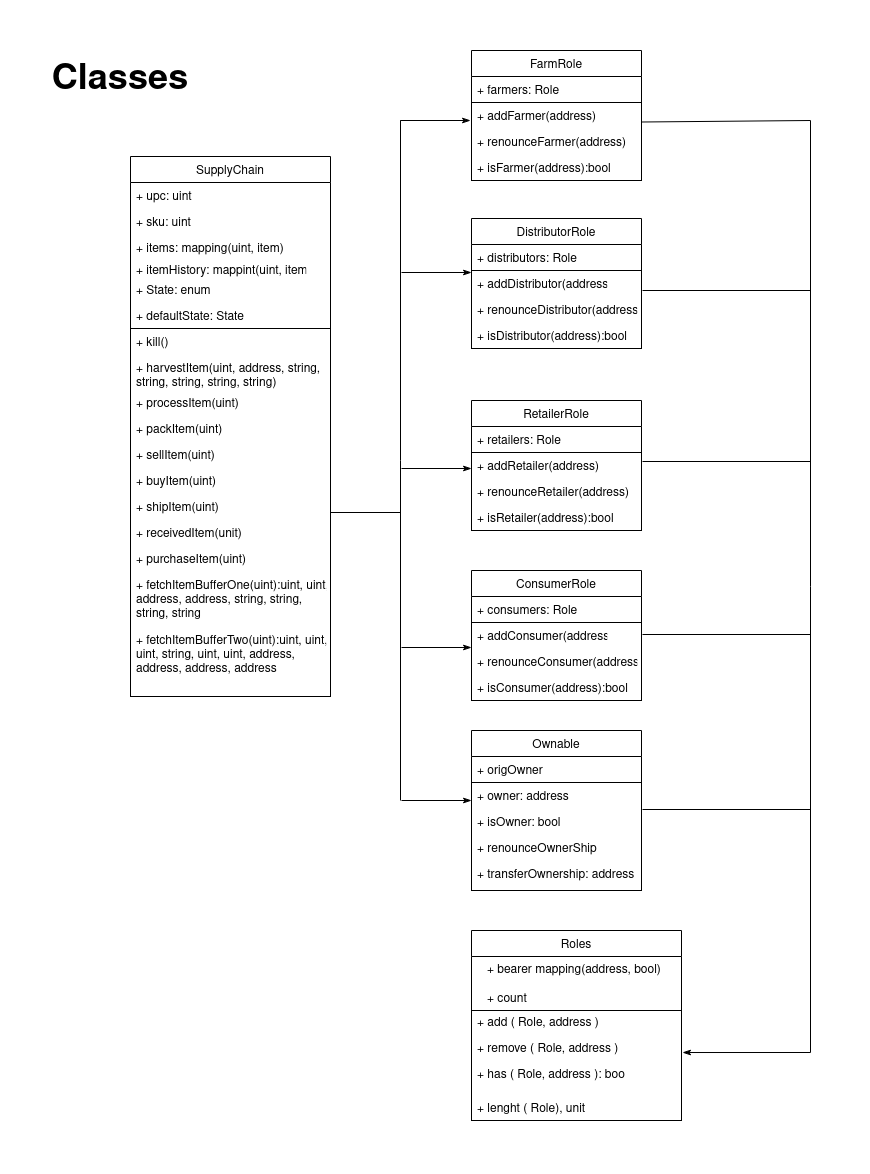 Classes
SupplyChain
+ upc: uint
+ sku: uint
+ items: mapping(uint, item)
+ itemHistory: mappint(uint, item
+ State: enum
+ defaultState: State
+ kill()
+ harvestItem(uint, address, string,
string, string, string, string)
+ processItem(uint)
+ packItem(uint)
+ sellItem(uint)
+ buyItem(uint)
+ shipItem(uint)
+ receivedItem(unit)
+ purchaseItem(uint)
+ fetchItemBufferOne(uint):uint, uint
address, address, string, string,
string, string
+ fetchItemBufferTwo(uint):uint, uint,
uint, string, uint, uint, address,
address, address, address
FarmRole
+ farmers: Role
+ addFarmer(address)
+ renounceFarmer(address)
+ isFarmer(address):bool
DistributorRole
+ distributors: Role
+ addDistributor(address
+ renounceDistributor(address
+ isDistributor(address):bool
RetailerRole
+ retailers: Role
+ addRetailer(address)
+ renounceRetailer(address)
+ isRetailer(address):bool
ConsumerRole
+ consumers: Role
+ addConsumer(address
+ renounceConsumer(address
+ isConsumer(address):bool
Ownable
+ origOwner
+ owner: address
+ isOwner: bool
+ renounceOwnerShip
+ transferOwnership: address
Roles
+ bearer mapping(address, bool)
+ count
+ add ( Role, address )
+ remove ( Role, address )
+ has ( Role, address ): boo
+ lenght ( Role), unit